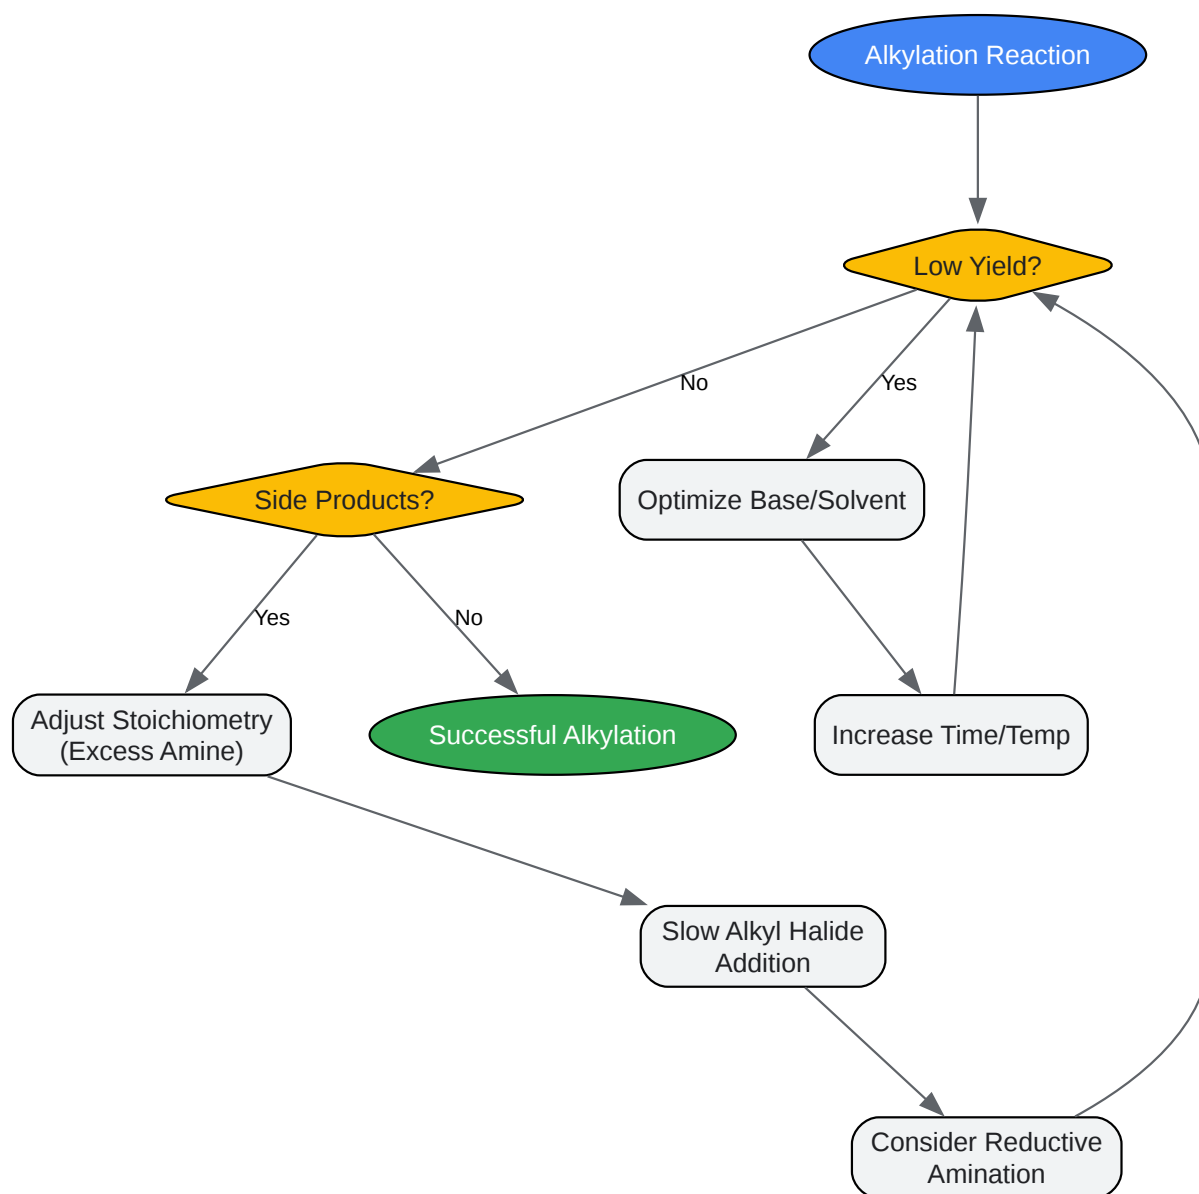 Alkylation Reaction
Low Yield?
No
Yes
Side Products?
Optimize Base/Solvent
Yes
No
Adjust Stoichiometry
(Excess Amine)
Successful Alkylation
Increase Time/Temp
Slow Alkyl Halide
Addition
Consider Reductive
Amination